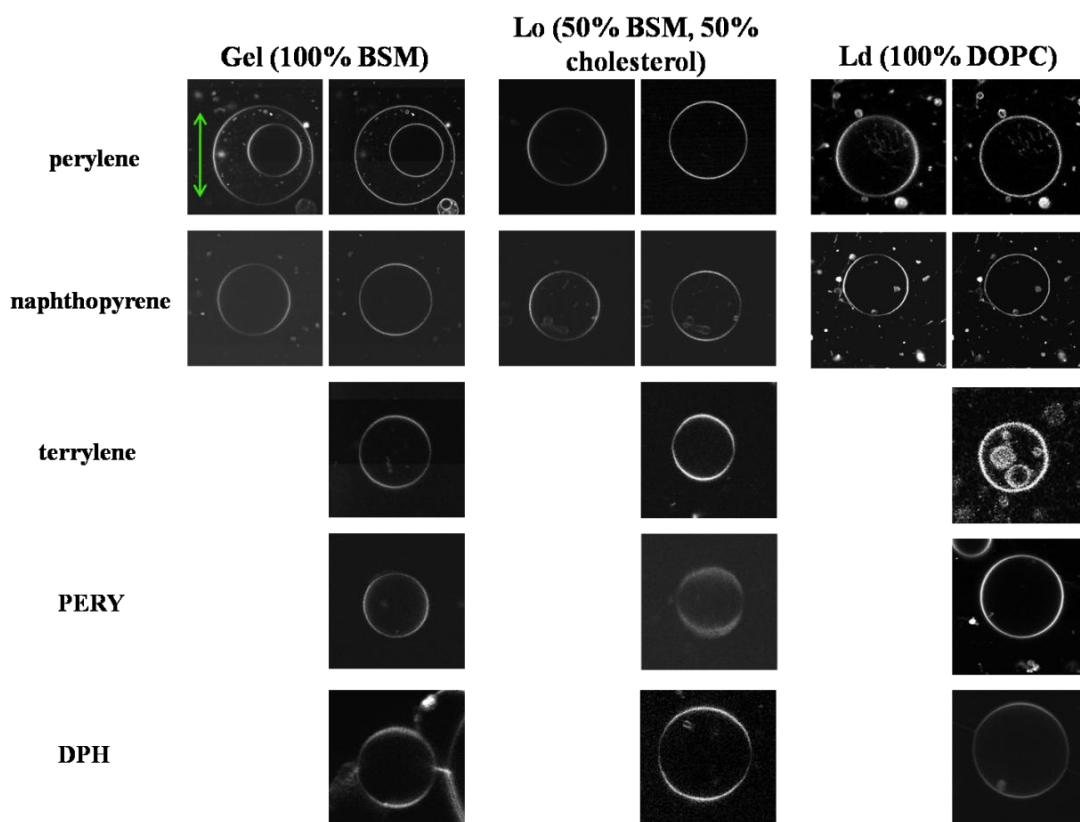 Gel (100% BSM)
Lo (50% BSM, 50%
cholesterol)
Ld (100% DOPC)
perylene
naphthopyrene
terrylene
PERY
DPH